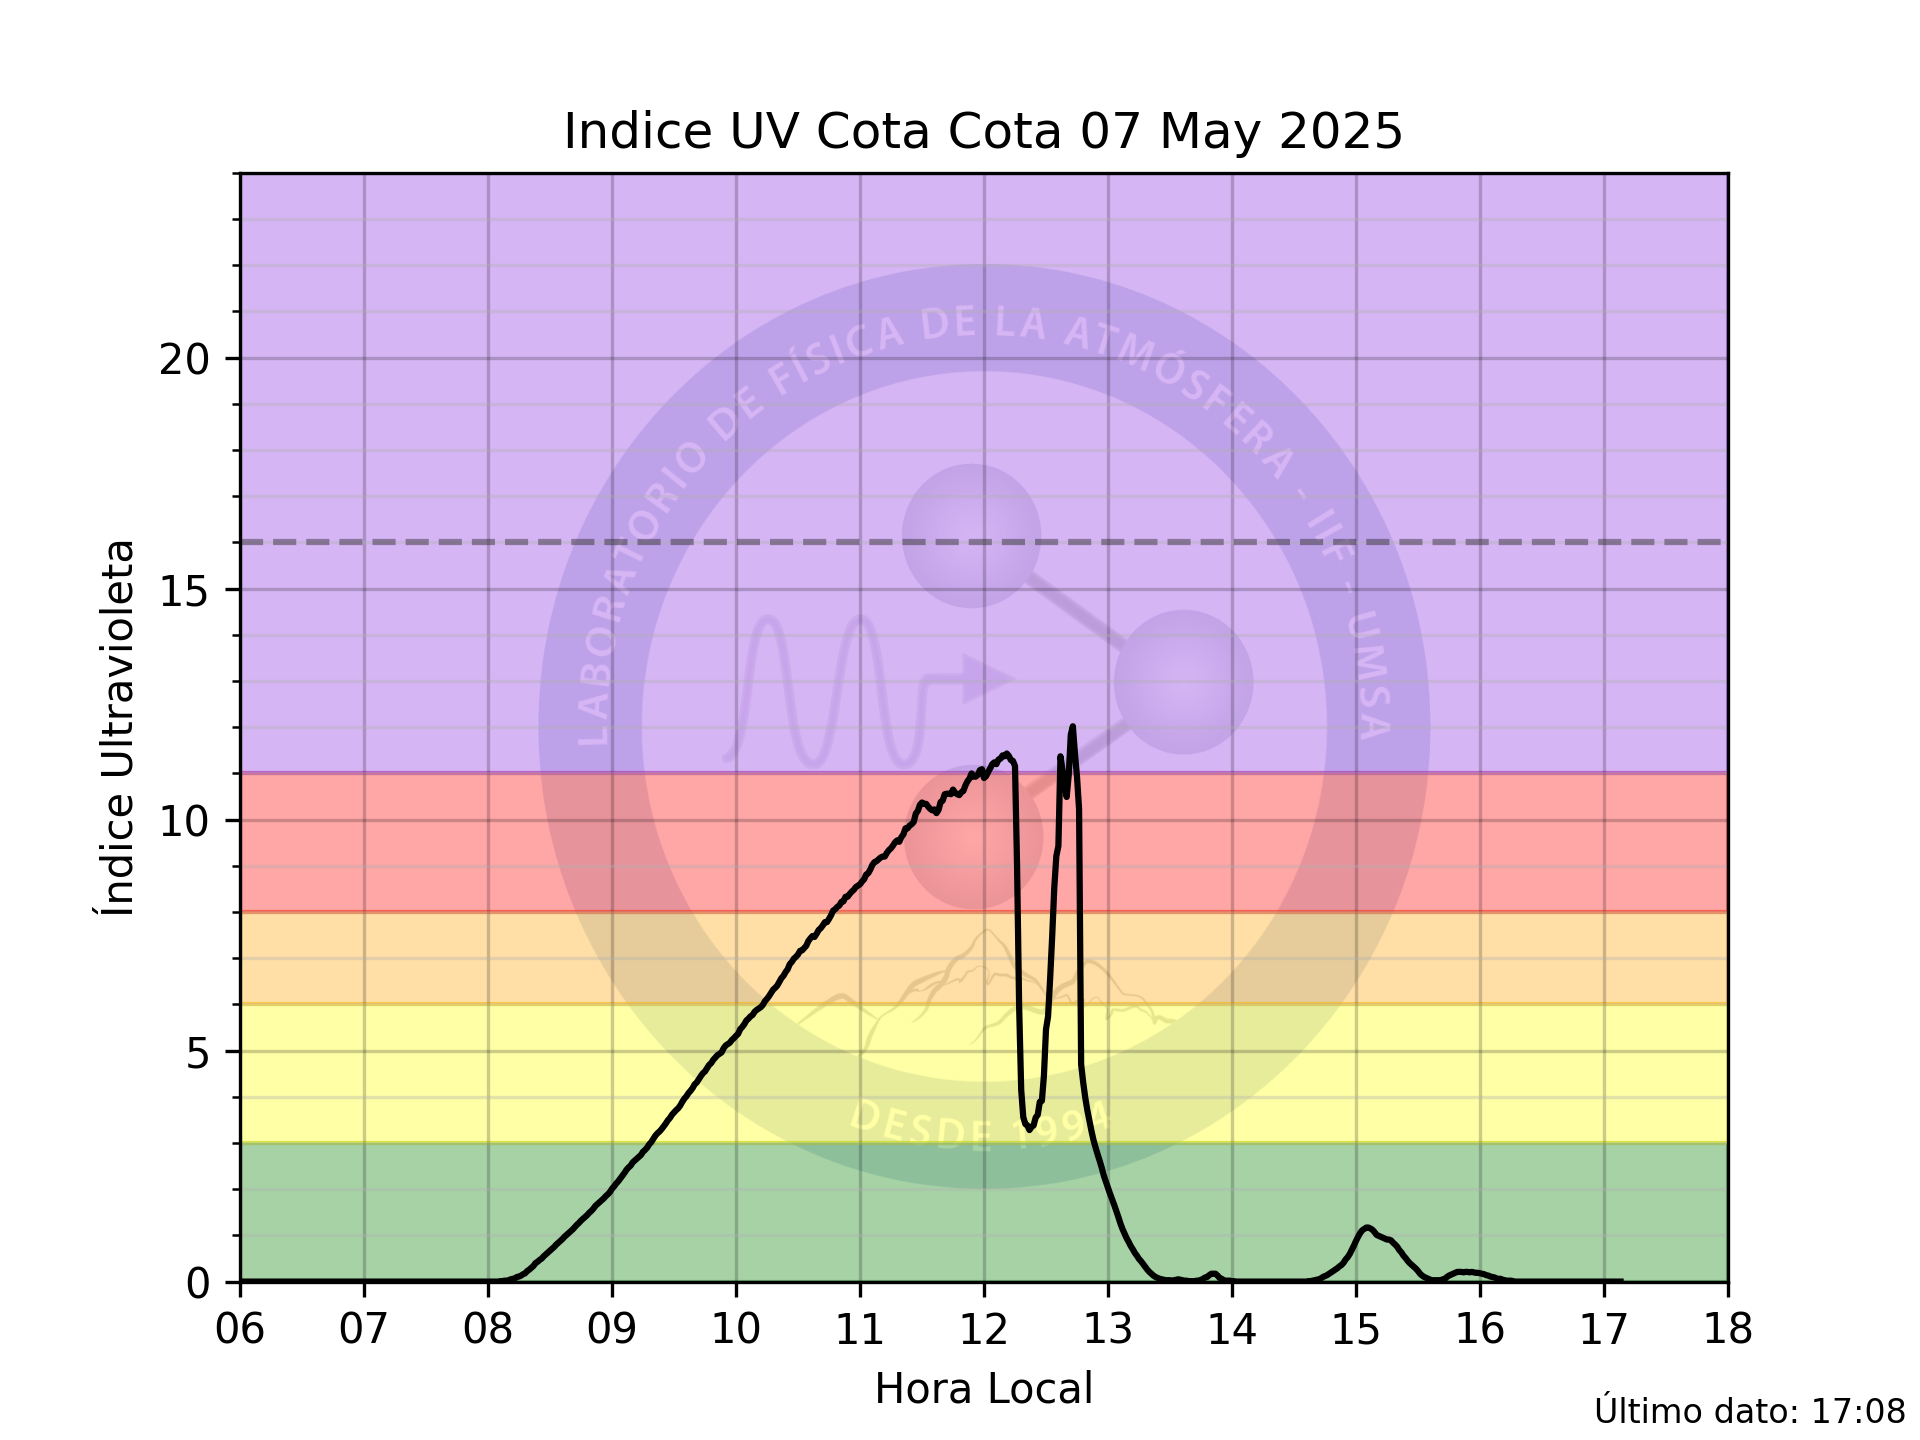 Indice UV Cota Cota 07 May 2025
LABORATORIO DE FÍSICA DE LA ATMÓSFERA - IIF - UMSA
DESDE 1994
Índice Ultravioleta
20
15
10
5
0
06 07 08 09 10 11 12 13 14 15 16 17 18
Hora Local
Último dato: 17:08